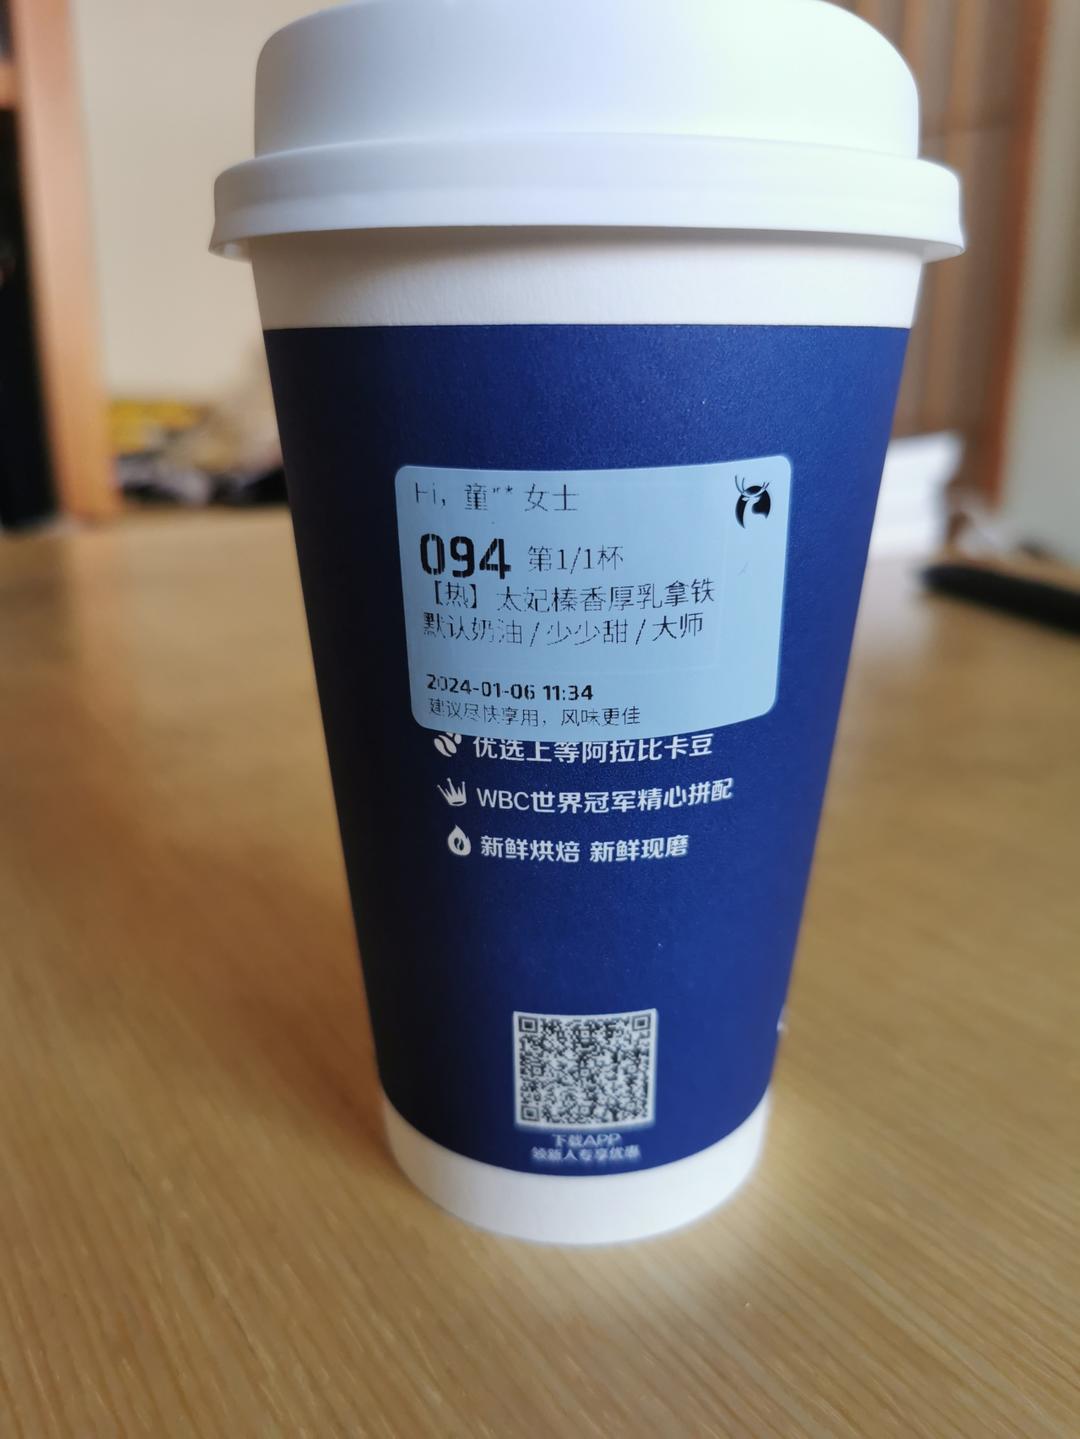 Hi, 童** 女士
094 第1/1杯
【热】太妃榛香厚乳拿铁
默认奶油/少少甜/大师
2024-01-06 11:34
建议尽快享用，风味更佳
优选上等阿拉比卡豆
WBC世界冠军精心拼配
新鲜烘焙 新鲜现磨
下载APP
领新人专享优惠